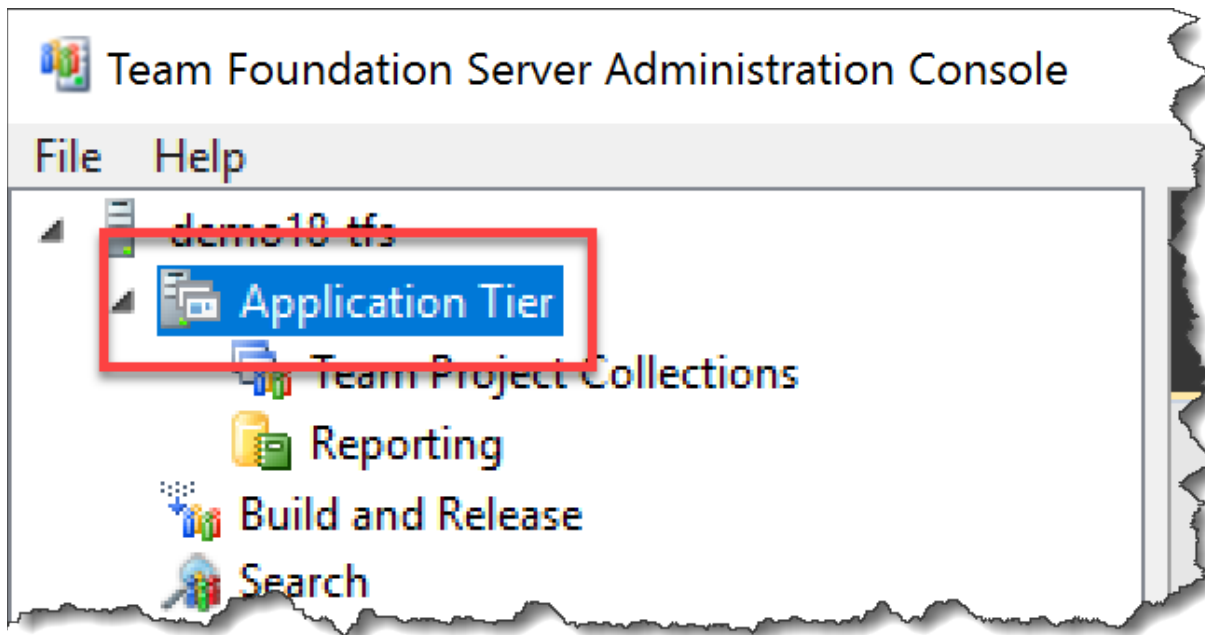 Team Foundation Server Administration Console
File Help
demo18-tfs
Application Tier
Team Project Collections
Reporting
Build and Release
Search